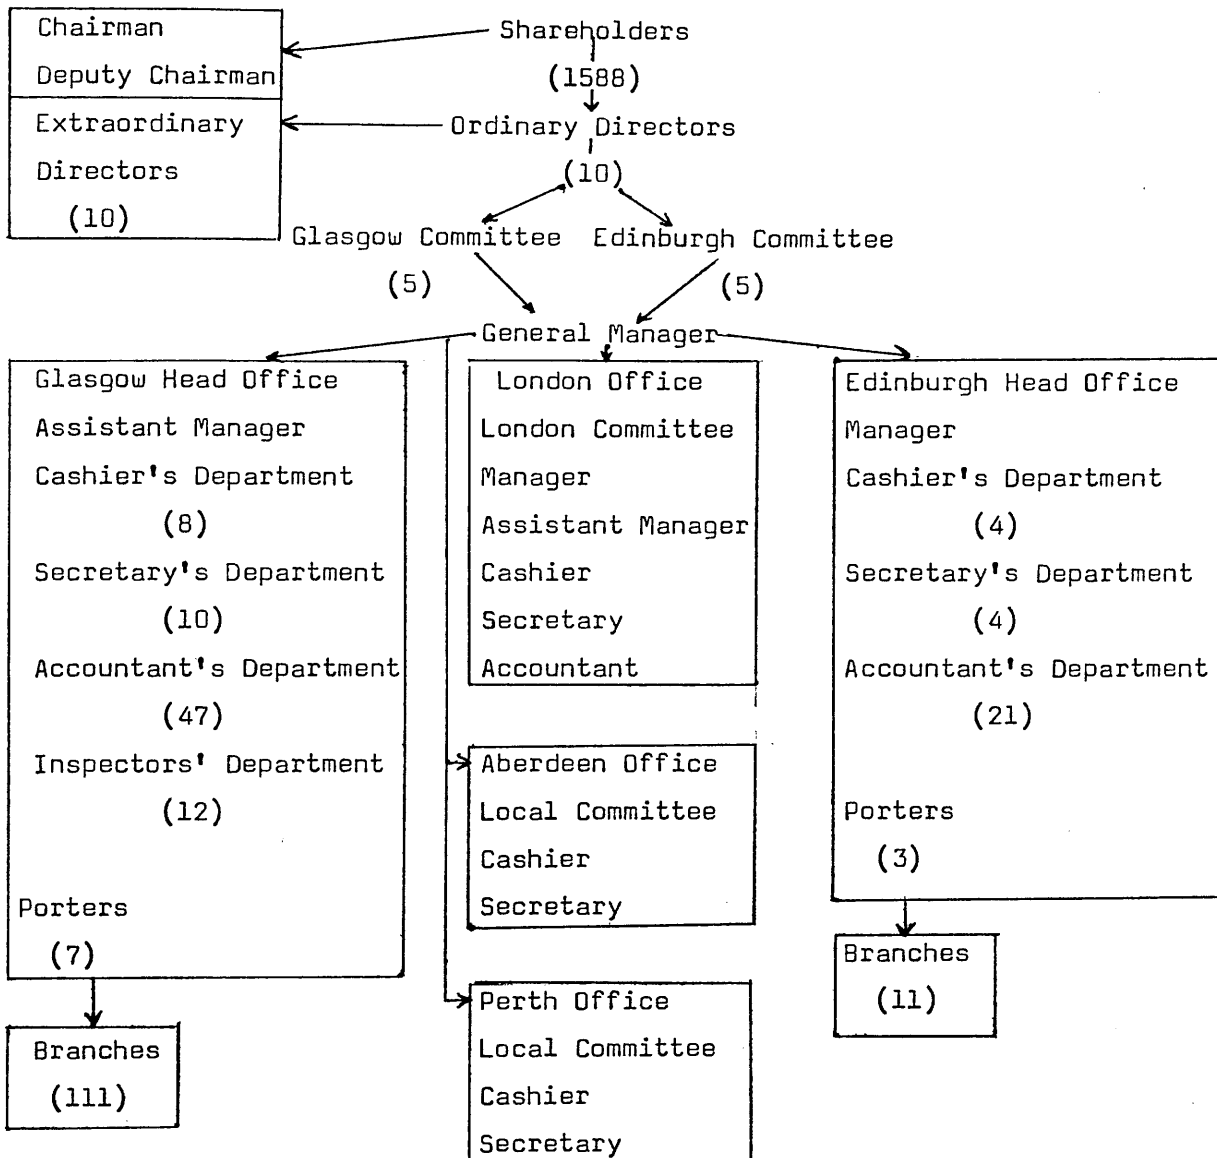 Chairman
Deputy Chairman
Extraordinary
Directors
(10)
Shareholders
(1588)
Ordinary Directors
(10)
Glasgow Committee
(5)
Edinburgh Committee
(5)
General Manager
Glasgow Head Office
Assistant Manager
Cashier's Department
(8)
Secretary's Department
(10)
Accountant's Department
(47)
Inspectors' Department
(12)
Porters
(7)
Branches
(111)
London Office
London Committee
Manager
Assistant Manager
Cashier
Secretary
Accountant
Aberdeen Office
Local Committee
Cashier
Secretary
Perth Office
Local Committee
Cashier
Secretary
Edinburgh Head Office
Manager
Cashier's Department
(4)
Secretary's Department
(4)
Accountant's Department
(21)
Porters
(3)
Branches
(11)